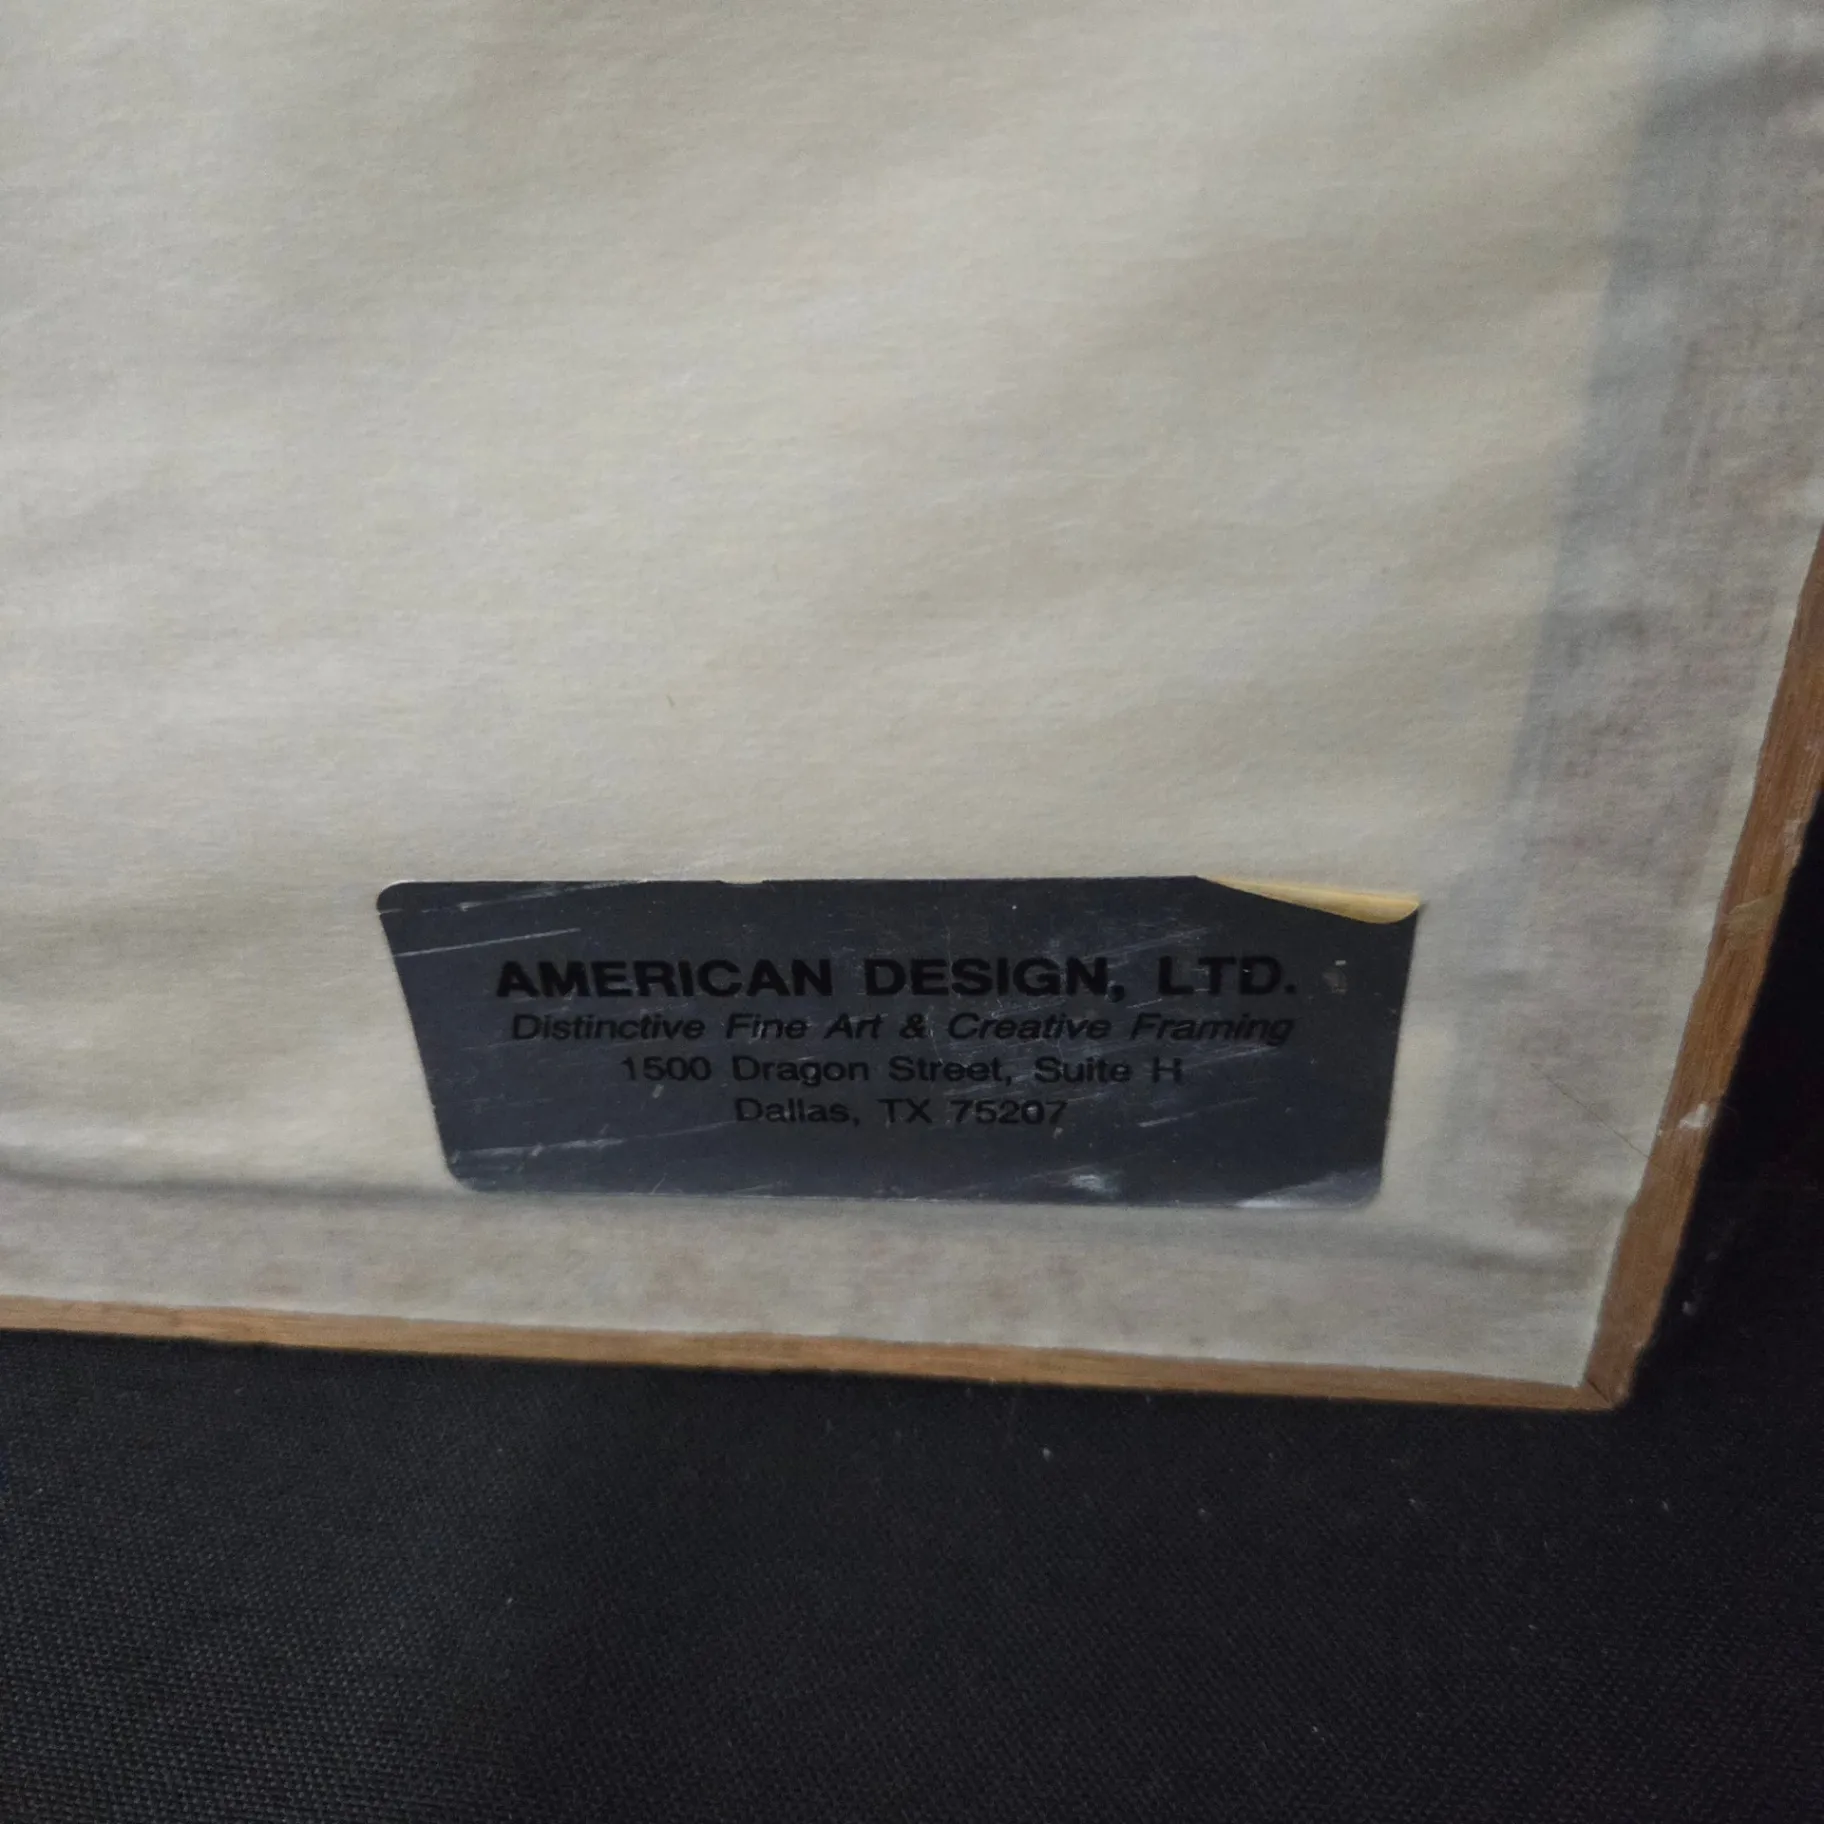 AMERICAN DESIGN, LTD.
Distinctive Fine Art & Creative Framing
1500 Dragon Street, Suite H
Dallas, TX 75207